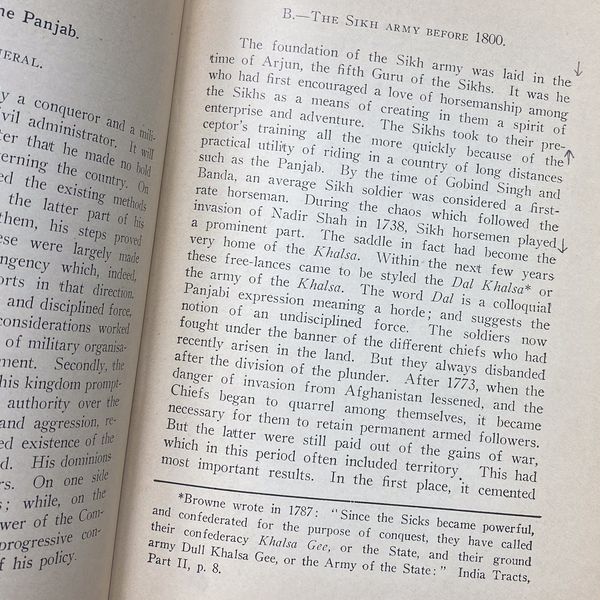 he Panjab.
ERAL.
y a conqueror and a mili-
ivil administrator. It will
ter that he made no bold
erning the country. On
ed the existing methods
the latter part of his
them, his steps proved
ese were largely made
ngency which, indeed,
orts in that direction.
and disciplined force,
considerations worked
of military organisa-
ment. Secondly, the
his kingdom prompt-
authority over the
and aggression, re-
ed existence of the
d. His dominions
rs. On one side
s; while, on the
ower of the Com-
progressive con-
of his policy.
B.—The Sikh army before 1800.
The foundation of the Sikh army was laid in the
time of Arjun, the fifth Guru of the Sikhs. It was he
who had first encouraged a love of horsemanship among
the Sikhs as a means of creating in them a spirit of
enterprise and adventure. The Sikhs took to their pre-
ceptor's training all the more quickly because of the
practical utility of riding in a country of long distances
such as the Panjab. By the time of Gobind Singh and
Banda, an average Sikh soldier was considered a first-
rate horseman. During the chaos which followed the
invasion of Nadir Shah in 1738, Sikh horsemen played
a prominent part. The saddle in fact had become the
very home of the Khalsa. Within the next few years
these free-lances came to be styled the Dal Khalsa* or
the army of the Khalsa. The word Dal is a colloquial
Panjabi expression meaning a horde; and suggests the
notion of an undisciplined force. The soldiers now
fought under the banner of the different chiefs who had
recently arisen in the land. But they always disbanded
after the division of the plunder. After 1773, when the
danger of invasion from Afghanistan lessened, and the
Chiefs began to quarrel among themselves, it became
necessary for them to retain permanent armed followers.
But the latter were still paid out of the gains of war,
which in this period often included territory. This had
most important results. In the first place, it cemented
*Browne wrote in 1787: "Since the Sicks became powerful,
and confederated for the purpose of conquest, they have called
their confederacy Khalsa Gee, or the State, and their ground
army Dull Khalsa Gee, or the Army of the State:" India Tracts,
Part II, p. 8.